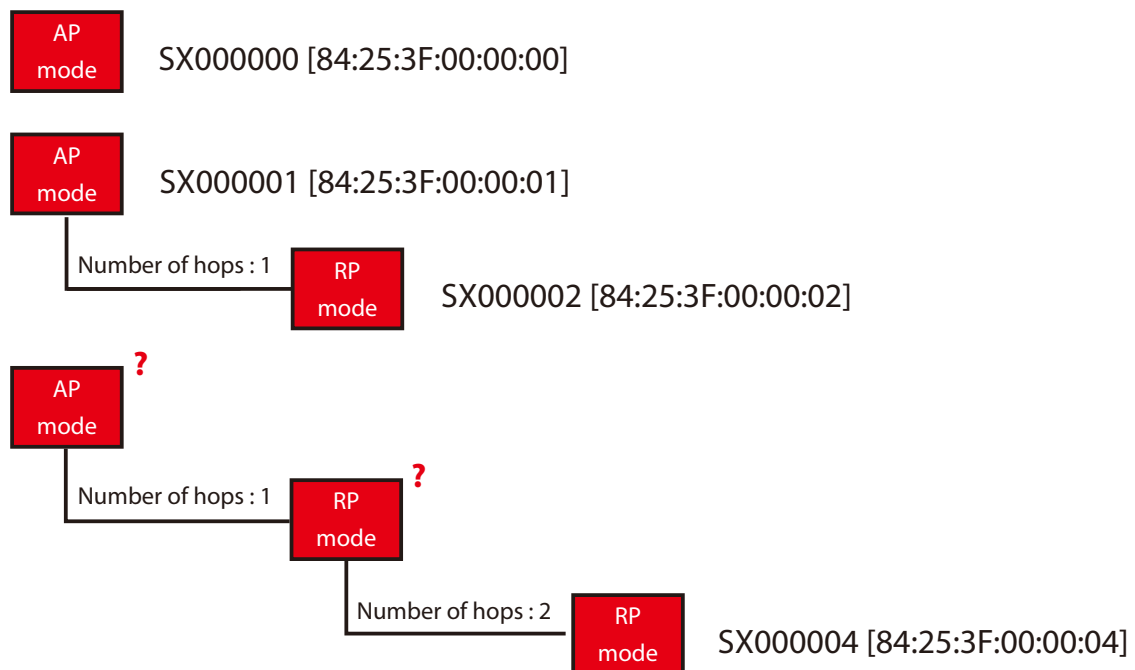 AP
mode
SX000000 [84:25:3F:00:00:00]
AP
mode
SX000001 [84:25:3F:00:00:01]
Number of hops : 1
RP
mode
SX000002 [84:25:3F:00:00:02]
AP
mode
?
Number of hops : 1
RP
mode
?
Number of hops : 2
RP
mode
SX000004 [84:25:3F:00:00:04]